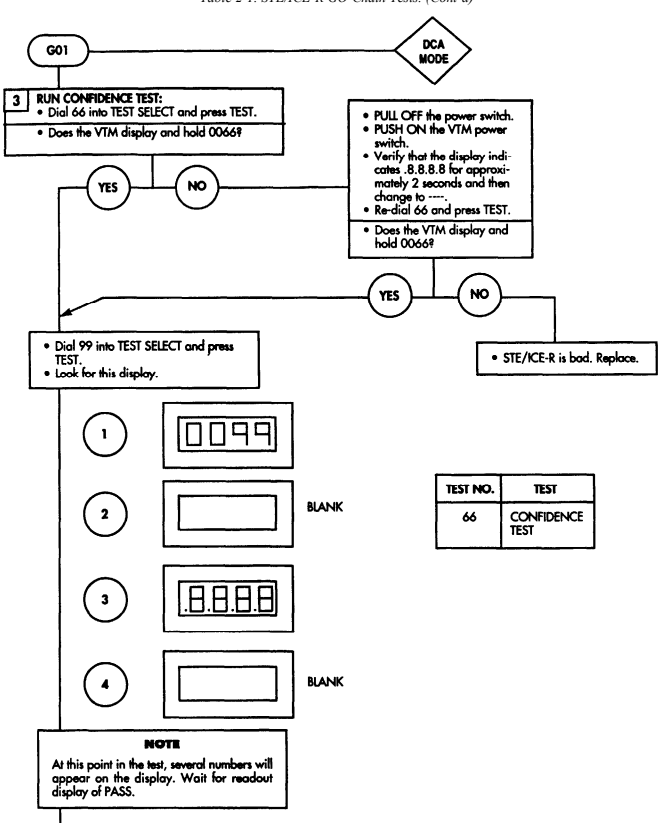 Table 2-1. STE/ICE-R GO-Chain Tests. (Con't'd)
G01
DCA
MODE
3 RUN CONFIDENCE TEST:
• Dial 66 into TEST SELECT and press TEST.
• Does the VTM display and hold 0066?
YES
NO
• PULL OFF the power switch.
• PUSH ON the VTM power
switch.
• Verify that the display indi-
cates .8.8.8.8 for approxi-
mately 2 seconds and then
change to ----.
• Re-dial 66 and press TEST.
• Does the VTM display and
hold 0066?
YES
NO
• STE/ICE-R is bad. Replace.
• Dial 99 into TEST SELECT and press
TEST.
• Look for this display.
1
0099
2
BLANK
3
.8.8.8.8
4
BLANK
TEST NO. TEST
66 CONFIDENCE
TEST
NOTE
At this point in the test, several numbers will
appear on the display. Wait for readout
display of PASS.